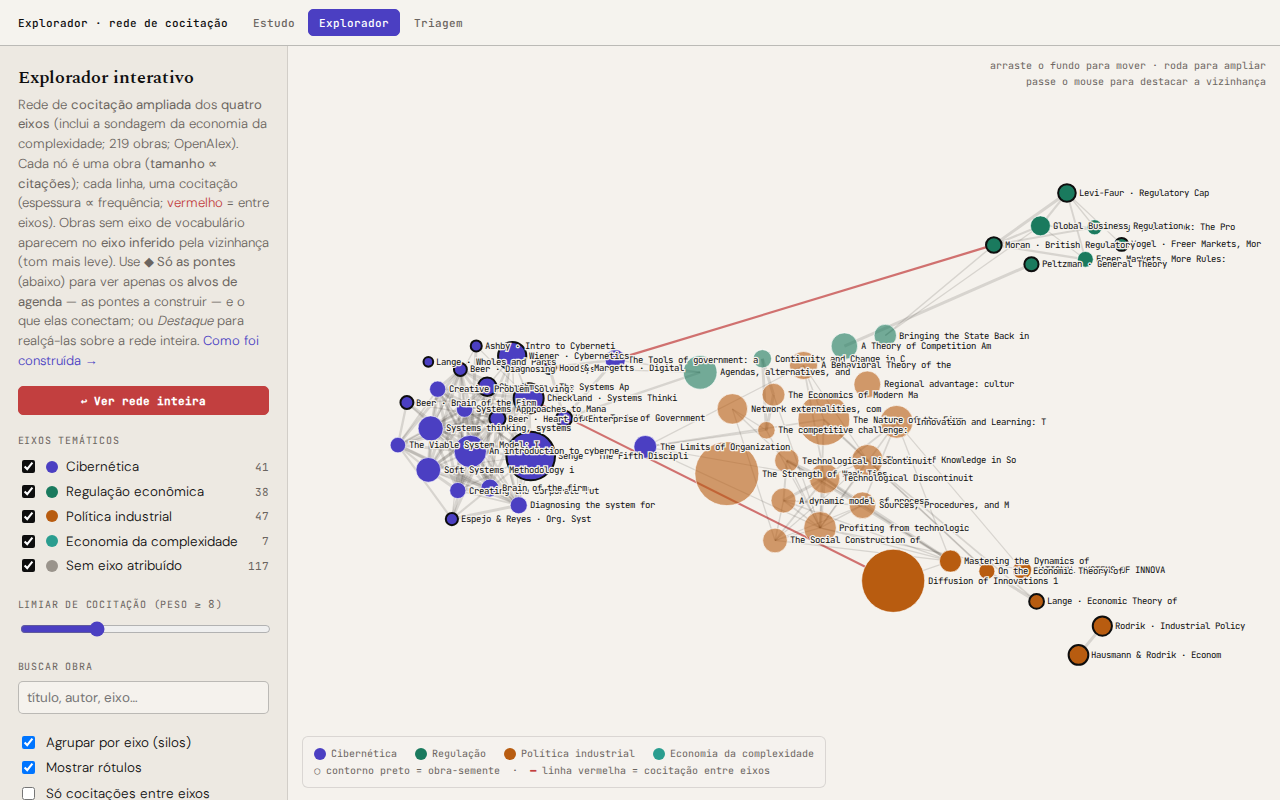 Explorador · rede de cocitação
Estudo
Explorador
Triagem
Explorador interativo
Rede de cocitação ampliada dos quatro
eixos (inclui a sondagem da economia da
complexidade; 219 obras; OpenAlex).
Cada nó é uma obra (tamanho ∝
citações); cada linha, uma cocitação
(espessura ∝ frequência; vermelho = entre
eixos). Obras sem eixo de vocabulário
aparecem no eixo inferido pela vizinhança
(tom mais leve). Use ◆ Só as pontes
(abaixo) para ver apenas os alvos de
agenda — as pontes a construir — e o
que elas conectam; ou Destaque para
realçá-las sobre a rede inteira. Como foi
construída →
↩ Ver rede inteira
EIXOS TEMÁTICOS
Cibernética 41
Regulação econômica 38
Política industrial 47
Economia da complexidade 7
Sem eixo atribuído 117
LIMIAR DE COCITAÇÃO (PESO ≥ 8)
BUSCAR OBRA
título, autor, eixo…
Agrupar por eixo (silos)
Mostrar rótulos
Só cocitações entre eixos
arraste o fundo para mover · roda para ampliar
passe o mouse para destacar a vizinhança
Levi-Faur · Regulatory Cap
Global Business Regulation
k: The Pro
Moran · British Regulatory
Vogel · Freer Markets, Mor
Freer Markets, More Rules:
Peltzman · General Theory
Bringing the State Back in
A Theory of Competition Am
Ashby · Intro to Cyberneti
Wiener · Cybernetics
Lange · Wholes and Parts
Beer · Diagnosing
Hood & Margetts · Digital
The Tools of government: a
Continuity and Change in C
A Behavioral Theory of the
Agendas, alternatives, and
Creative Problem Solving:
The Systems Ap
Regional advantage: cultur
Checkland · Systems Thinki
The Economics of Modern Ma
Beer · Brain of the Firm
Systems Approaches to Mana
Network externalities, com
Beer · Heart of Enterprise
of Government
The Nature of
Innovation and Learning: T
Systems thinking, systems
The competitive challenge:
The Viable System Model: I
An introduction to cyberne
The Limits of Organization
Senge · The Fifth Discipli
Technological Discontinuit
f Knowledge in So
Soft Systems Methodology i
The Strength of Weak Ties
Technological Discontinuit
Brain of the firm
A dynamic model of process
Diagnosing the system for
Sources, Procedures, and M
Espejo & Reyes · Org. Syst
Profiting from technologic
The Social Construction of
Mastering the Dynamics of
On the Economic Theory of
OF INNOVA
Diffusion of Innovations 1
Lange · Economic Theory of
Rodrik · Industrial Policy
Hausmann & Rodrik · Econom
Cibernética
Regulação
Política industrial
Economia da complexidade
○ contorno preto = obra-semente · — linha vermelha = cocitação entre eixos